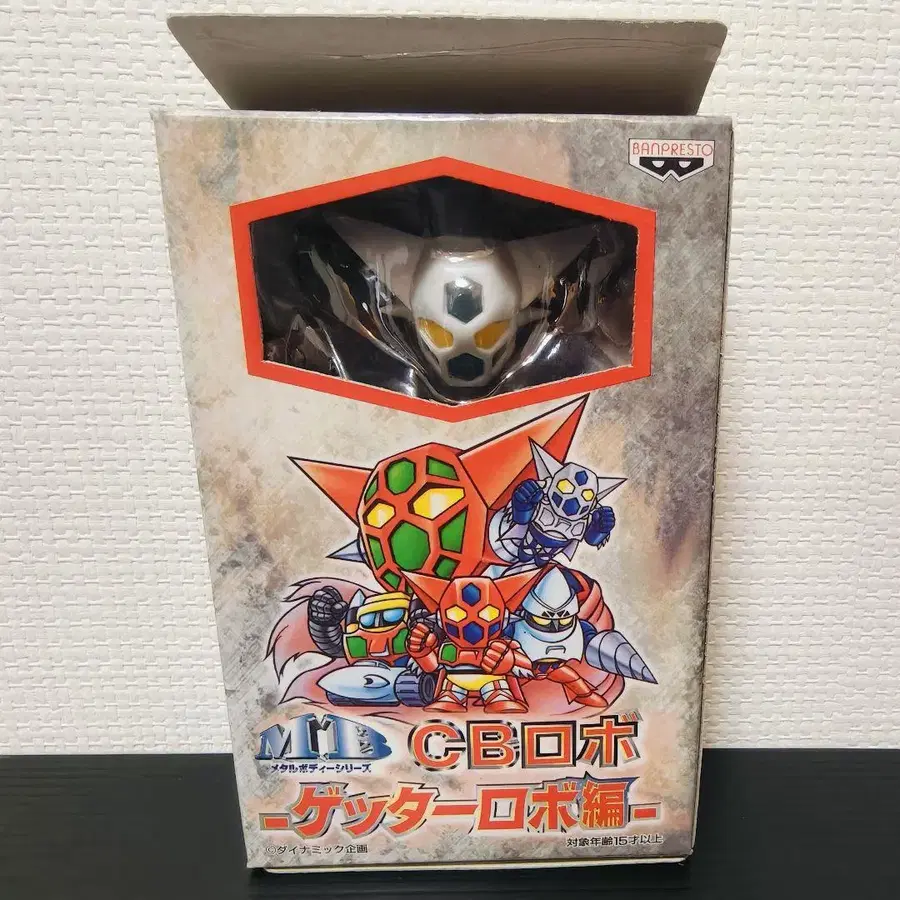 BANPRESTO
MB CBロボ
メタルボディーシリーズ
-ゲッターロボ編-
©ダイナミック企画
対象年齢15才以上